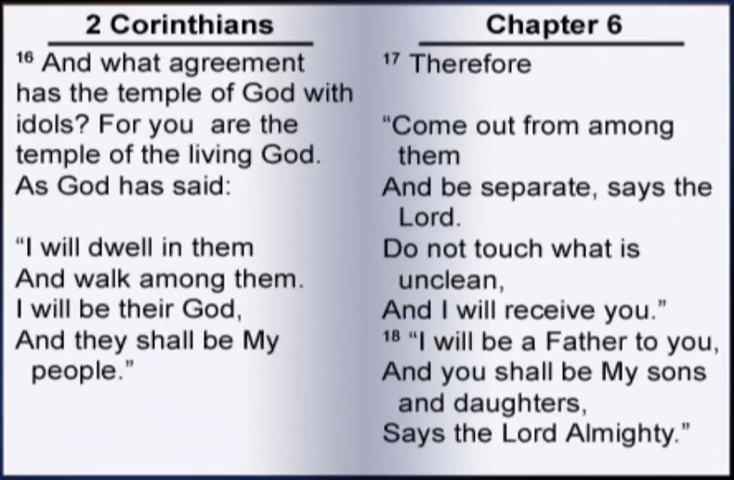 2 Corinthians
16 And what agreement
has the temple of God with
idols? For you are the
temple of the living God.
As God has said:
“I will dwell in them
And walk among them.
I will be their God,
And they shall be My
people.”
Chapter 6
17 Therefore
“Come out from among
them
And be separate, says the
Lord.
Do not touch what is
unclean,
And I will receive you.”
18 “I will be a Father to you,
And you shall be My sons
and daughters,
Says the Lord Almighty.”